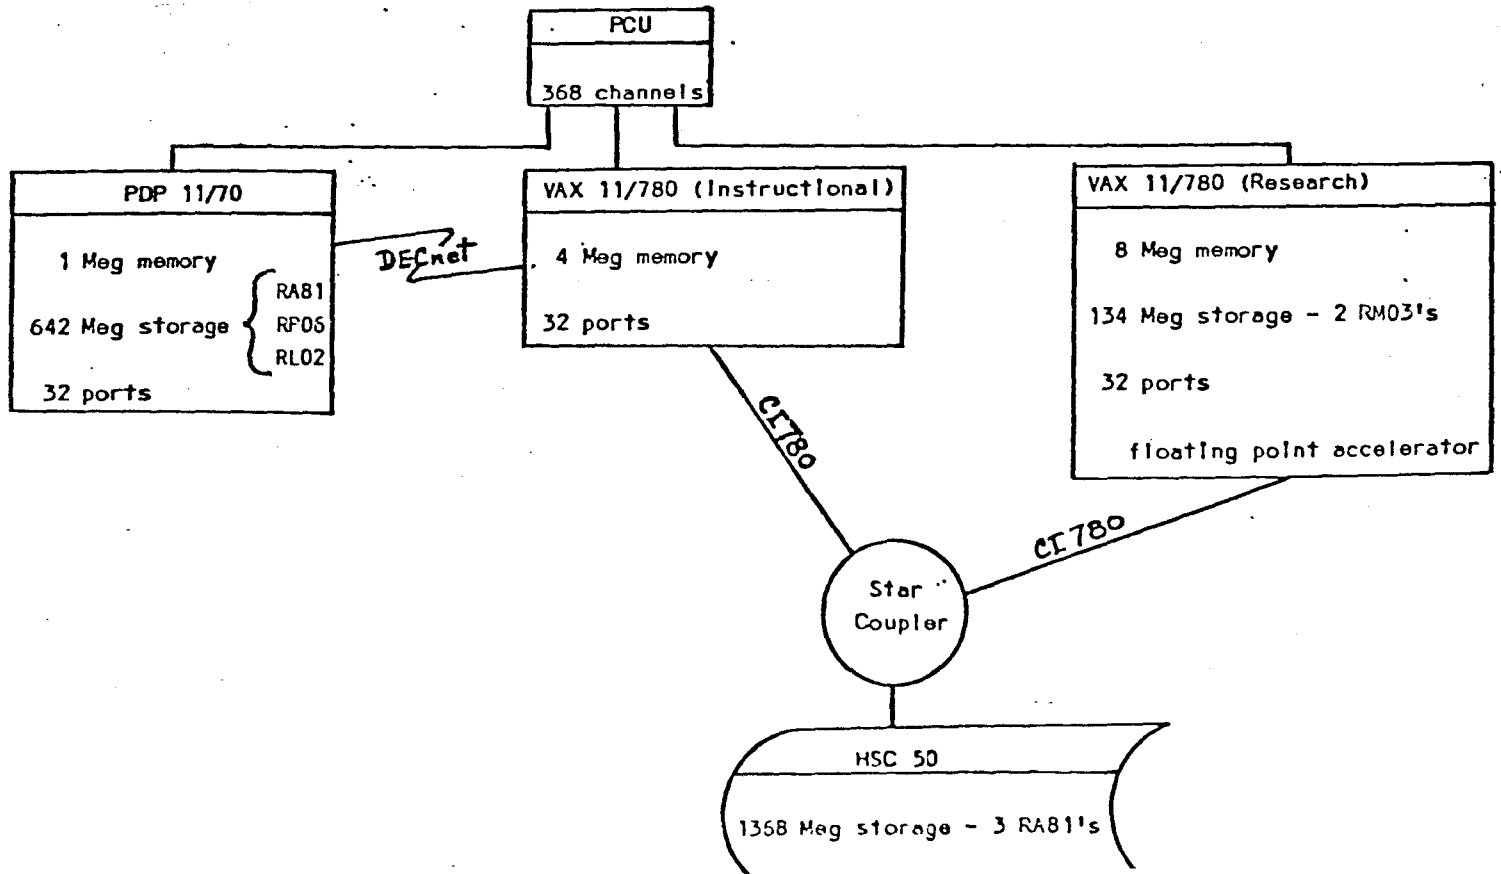 PCU
368 channels
PDP 11/70
1 Meg memory
642 Meg storage
RA81
RP06
RL02
32 ports
DECnet
VAX 11/780 (Instructional)
4 Meg memory
32 ports
VAX 11/780 (Research)
8 Meg memory
134 Meg storage - 2 RM03's
32 ports
floating point accelerator
CI780
CI780
Star
Coupler
HSC 50
1368 Meg storage - 3 RA81's